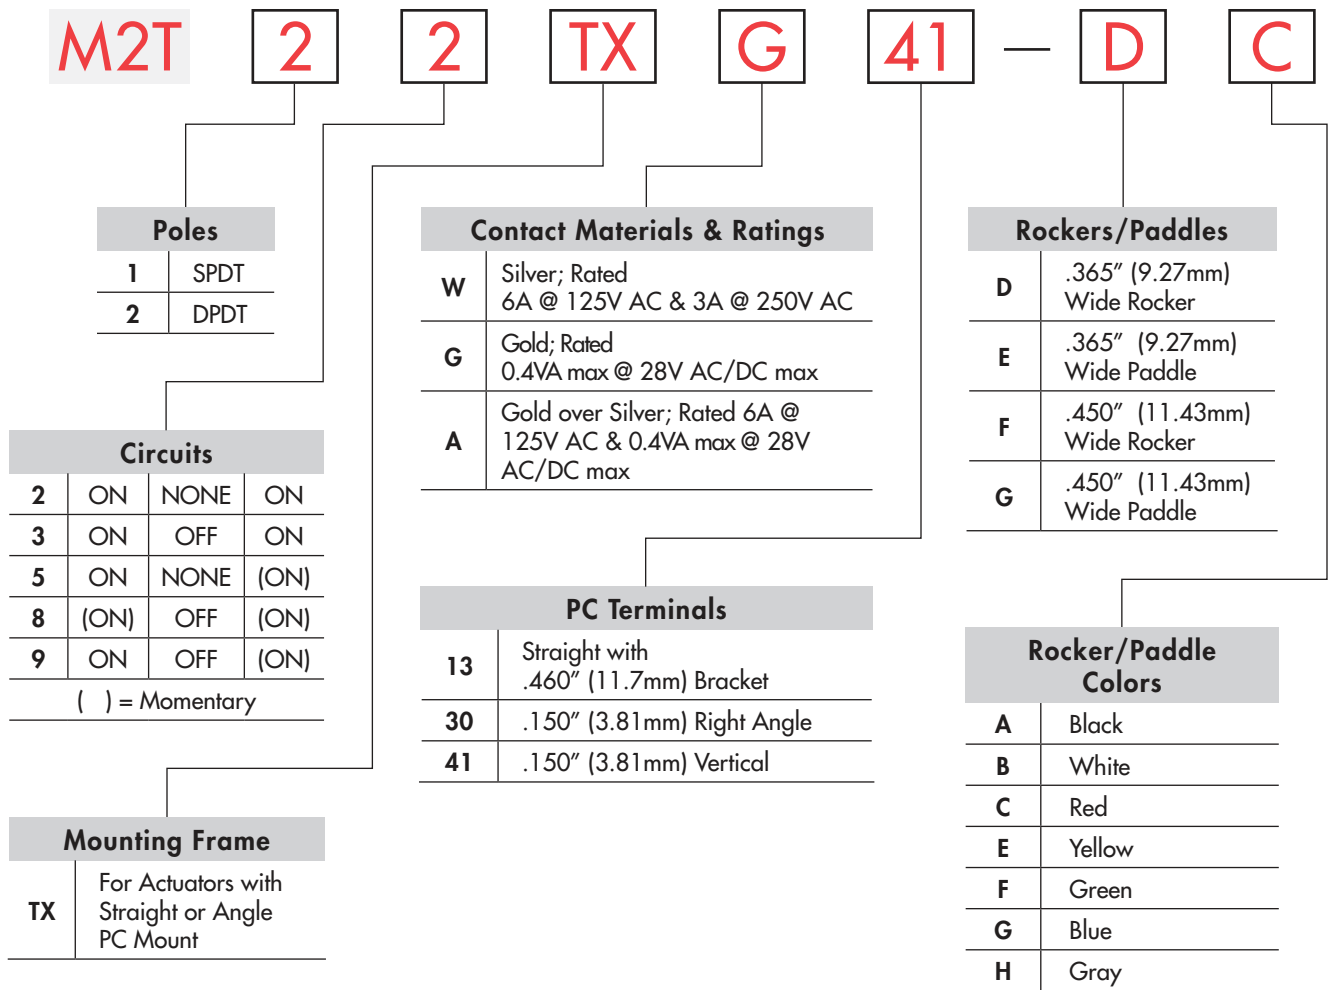 M2T 2 2 TX G 41 — D C
Poles
1 SPDT
2 DPDT
Circuits
2 ON NONE ON
3 ON OFF ON
5 ON NONE (ON)
8 (ON) OFF (ON)
9 ON OFF (ON)
( ) = Momentary
Mounting Frame
TX For Actuators with
Straight or Angle
PC Mount
Contact Materials & Ratings
W Silver; Rated
6A @ 125V AC & 3A @ 250V AC
G Gold; Rated
0.4VA max @ 28V AC/DC max
A Gold over Silver; Rated 6A @
125V AC & 0.4VA max @ 28V
AC/DC max
PC Terminals
13 Straight with
.460” (11.7mm) Bracket
30 .150” (3.81mm) Right Angle
41 .150” (3.81mm) Vertical
Rockers/Paddles
D .365” (9.27mm)
Wide Rocker
E .365” (9.27mm)
Wide Paddle
F .450” (11.43mm)
Wide Rocker
G .450” (11.43mm)
Wide Paddle
Rocker/Paddle
Colors
A Black
B White
C Red
E Yellow
F Green
G Blue
H Gray